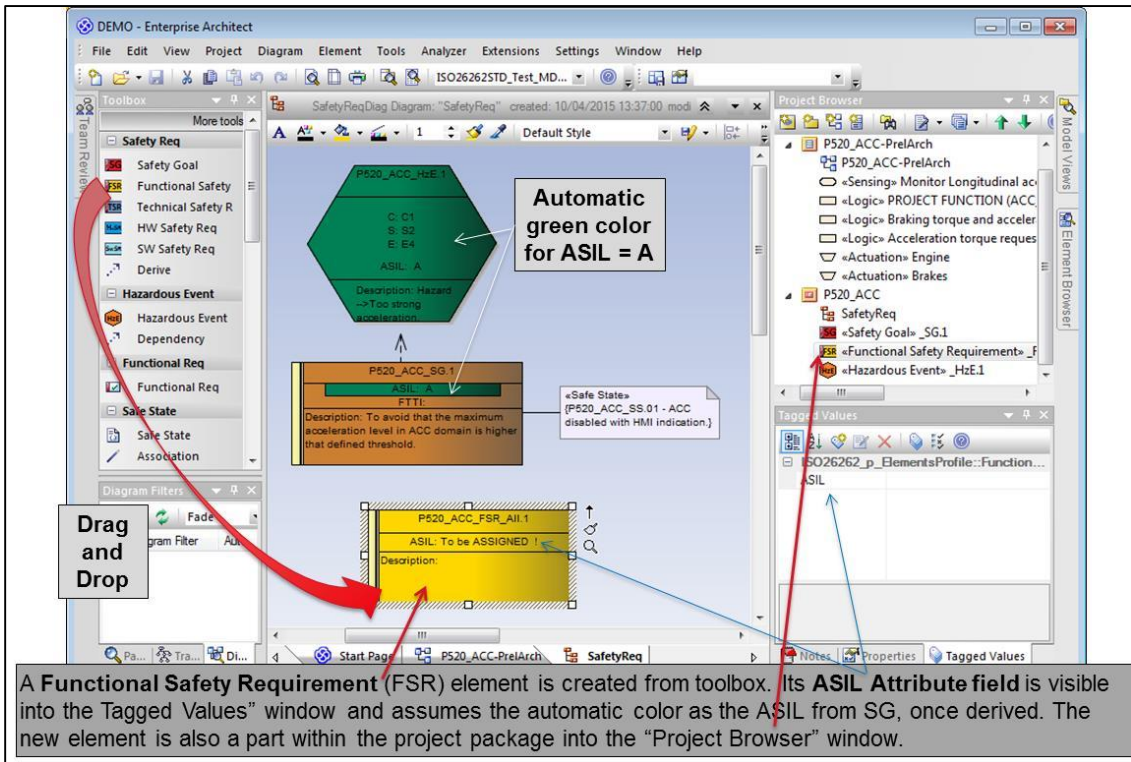 DEMO - Enterprise Architect
File Edit View Project Diagram Element Tools Analyzer Extensions Settings Window Help
ISO26262STD_Test_MD...
Toolbox
More tools
Team Review
Safety Req
Safety Goal
Functional Safety
Technical Safety R
HW Safety Req
SW Safety Req
Derive
Hazardous Event
Hazardous Event
Dependency
Functional Req
Functional Req
Safe State
Safe State
Association
Diagram Filters
Fade
Drag
and
Drop
SafetyReqDiag Diagram: "SafetyReq" created: 10/04/2015 13:37:00 modi
1 Default Style
P520_ACC_HzE.1
C: C1
S: S2
E: E4
ASIL: A
Description: Hazard
-->Too strong
acceleration.
Automatic
green color
for ASIL = A
P520_ACC_SG.1
ASIL: A
FTTI:
Description: To avoid that the maximum
acceleration level in ACC domain is higher
that defined threshold.
«Safe State»
{P520_ACC_SS.01 - ACC
disabled with HMI indication.}
P520_ACC_FSR_All.1
ASIL: To be ASSIGNED !
Description:
Project Browser
P520_ACC-PrelArch
P520_ACC-PrelArch
«Sensing» Monitor Longitudinal ac
«Logic» PROJECT FUNCTION (ACC
«Logic» Braking torque and acceler
«Logic» Acceleration torque reques
«Actuation» Engine
«Actuation» Brakes
P520_ACC
SafetyReq
«Safety Goal» _SG.1
«Functional Safety Requirement» _F
«Hazardous Event» _HzE.1
Model Views
Element Browser
Tagged Values
ISO26262_p_ElementsProfile::Function...
ASIL
Pa... Tra... Di...
Start Page P520_ACC-PrelArch SafetyReq
Notes Properties Tagged Values
A Functional Safety Requirement (FSR) element is created from toolbox. Its ASIL Attribute field is visible
into the Tagged Values” window and assumes the automatic color as the ASIL from SG, once derived. The
new element is also a part within the project package into the “Project Browser” window.